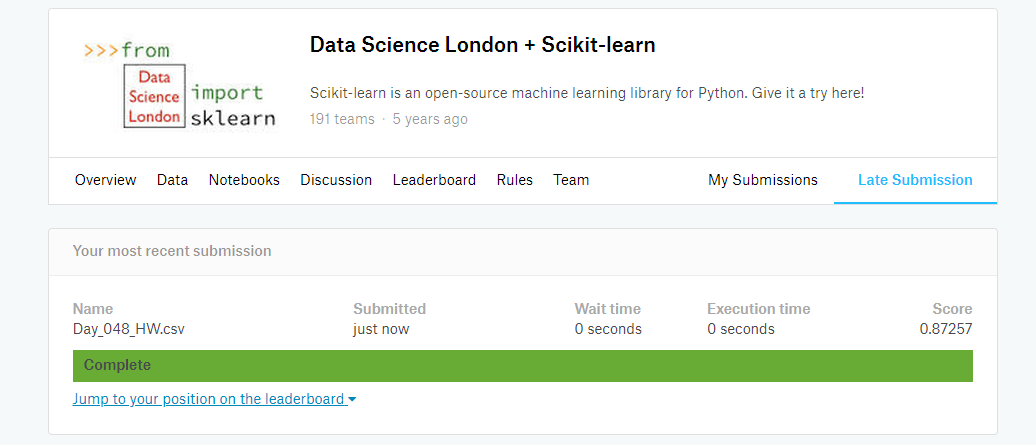 >>>from
Data
Science
London
import
sklearn
Data Science London + Scikit-learn
Scikit-learn is an open-source machine learning library for Python. Give it a try here!
191 teams · 5 years ago
Overview Data Notebooks Discussion Leaderboard Rules Team My Submissions Late Submission
Your most recent submission
Name Submitted Wait time Execution time Score
Day_048_HW.csv just now 0 seconds 0 seconds 0.87257
Complete
Jump to your position on the leaderboard